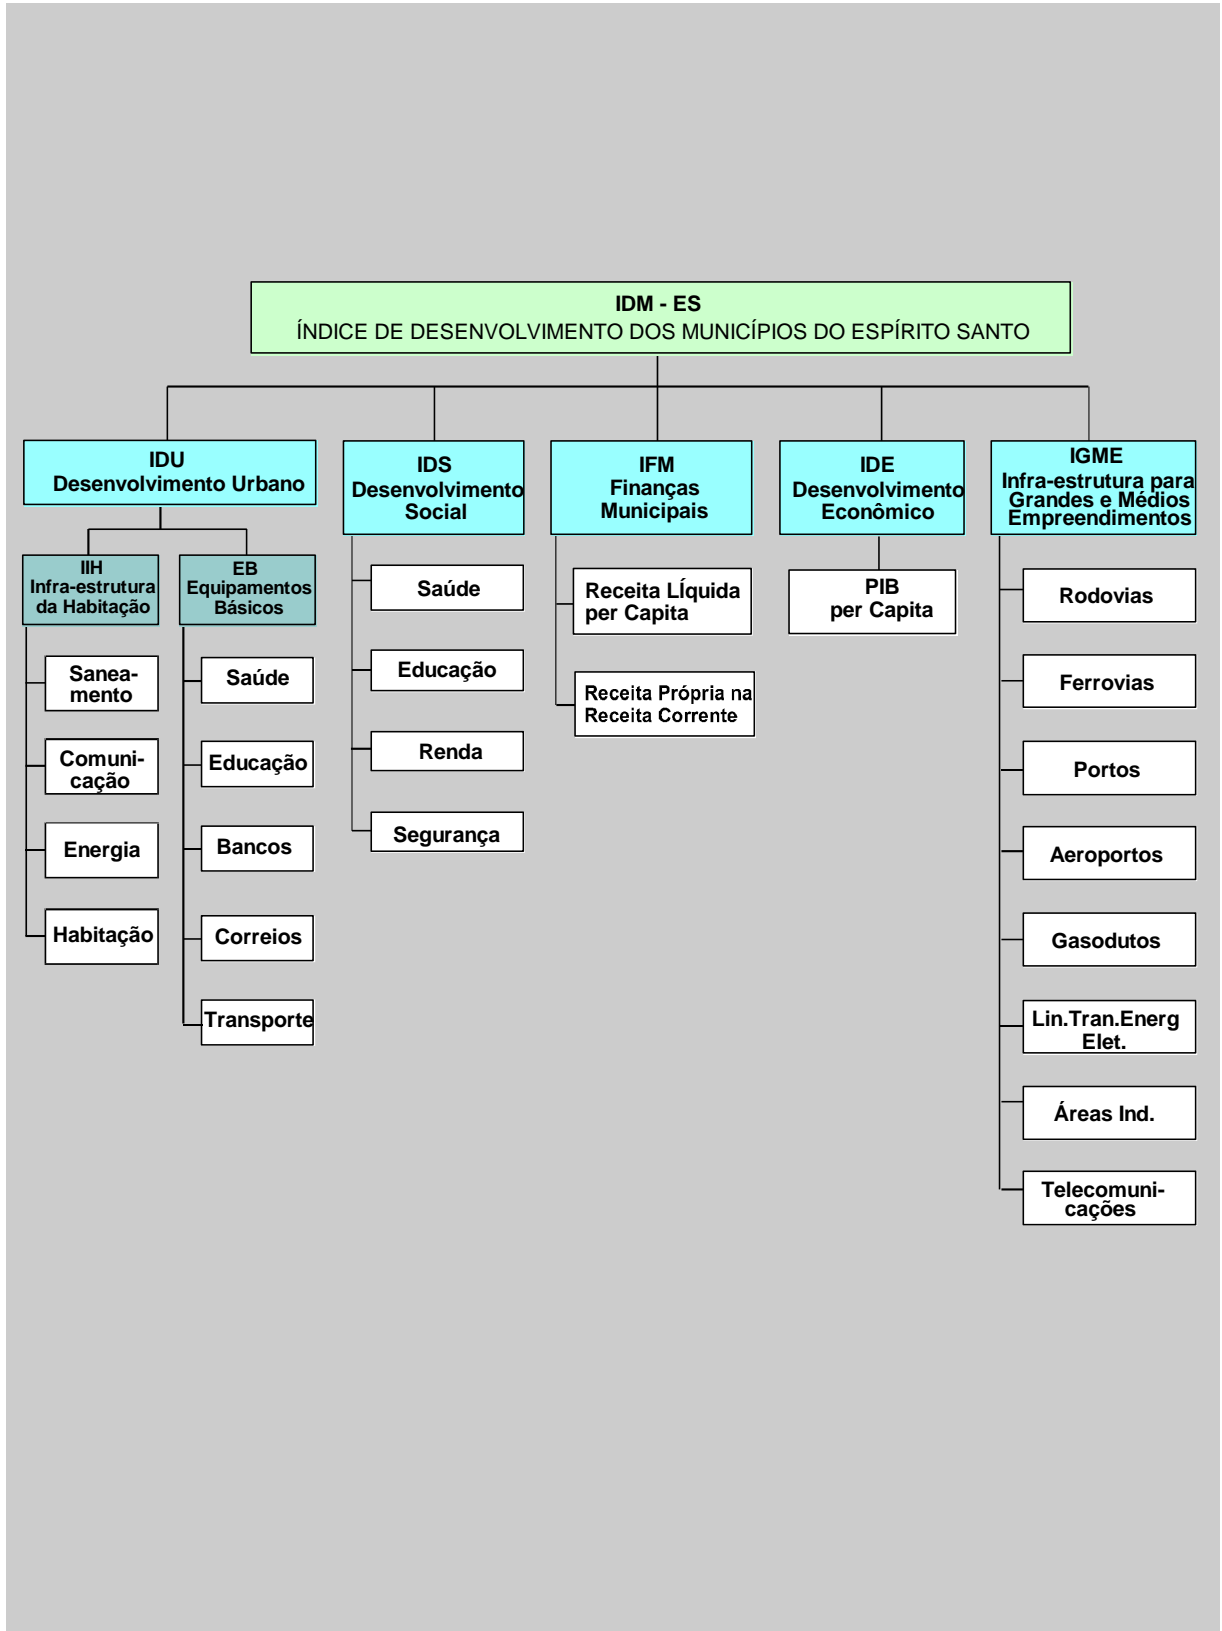 IDM - ES
ÍNDICE DE DESENVOLVIMENTO DOS MUNICÍPIOS DO ESPÍRITO SANTO
IDU
Desenvolvimento Urbano
IIH
Infra-estrutura
da Habitação
Sanea-
mento
Comuni-
cação
Energia
Habitação
EB
Equipamentos
Básicos
Saúde
Educação
Bancos
Correios
Transporte
IDS
Desenvolvimento
Social
Saúde
Educação
Renda
Segurança
IFM
Finanças
Municipais
Receita LÍquida
per Capita
Receita Própria na
Receita Corrente
IDE
Desenvolvimento
Econômico
PIB
per Capita
IGME
Infra-estrutura para
Grandes e Médios
Empreendimentos
Rodovias
Ferrovias
Portos
Aeroportos
Gasodutos
Lin.Tran.Energ
Elet.
Áreas Ind.
Telecomuni-
cações